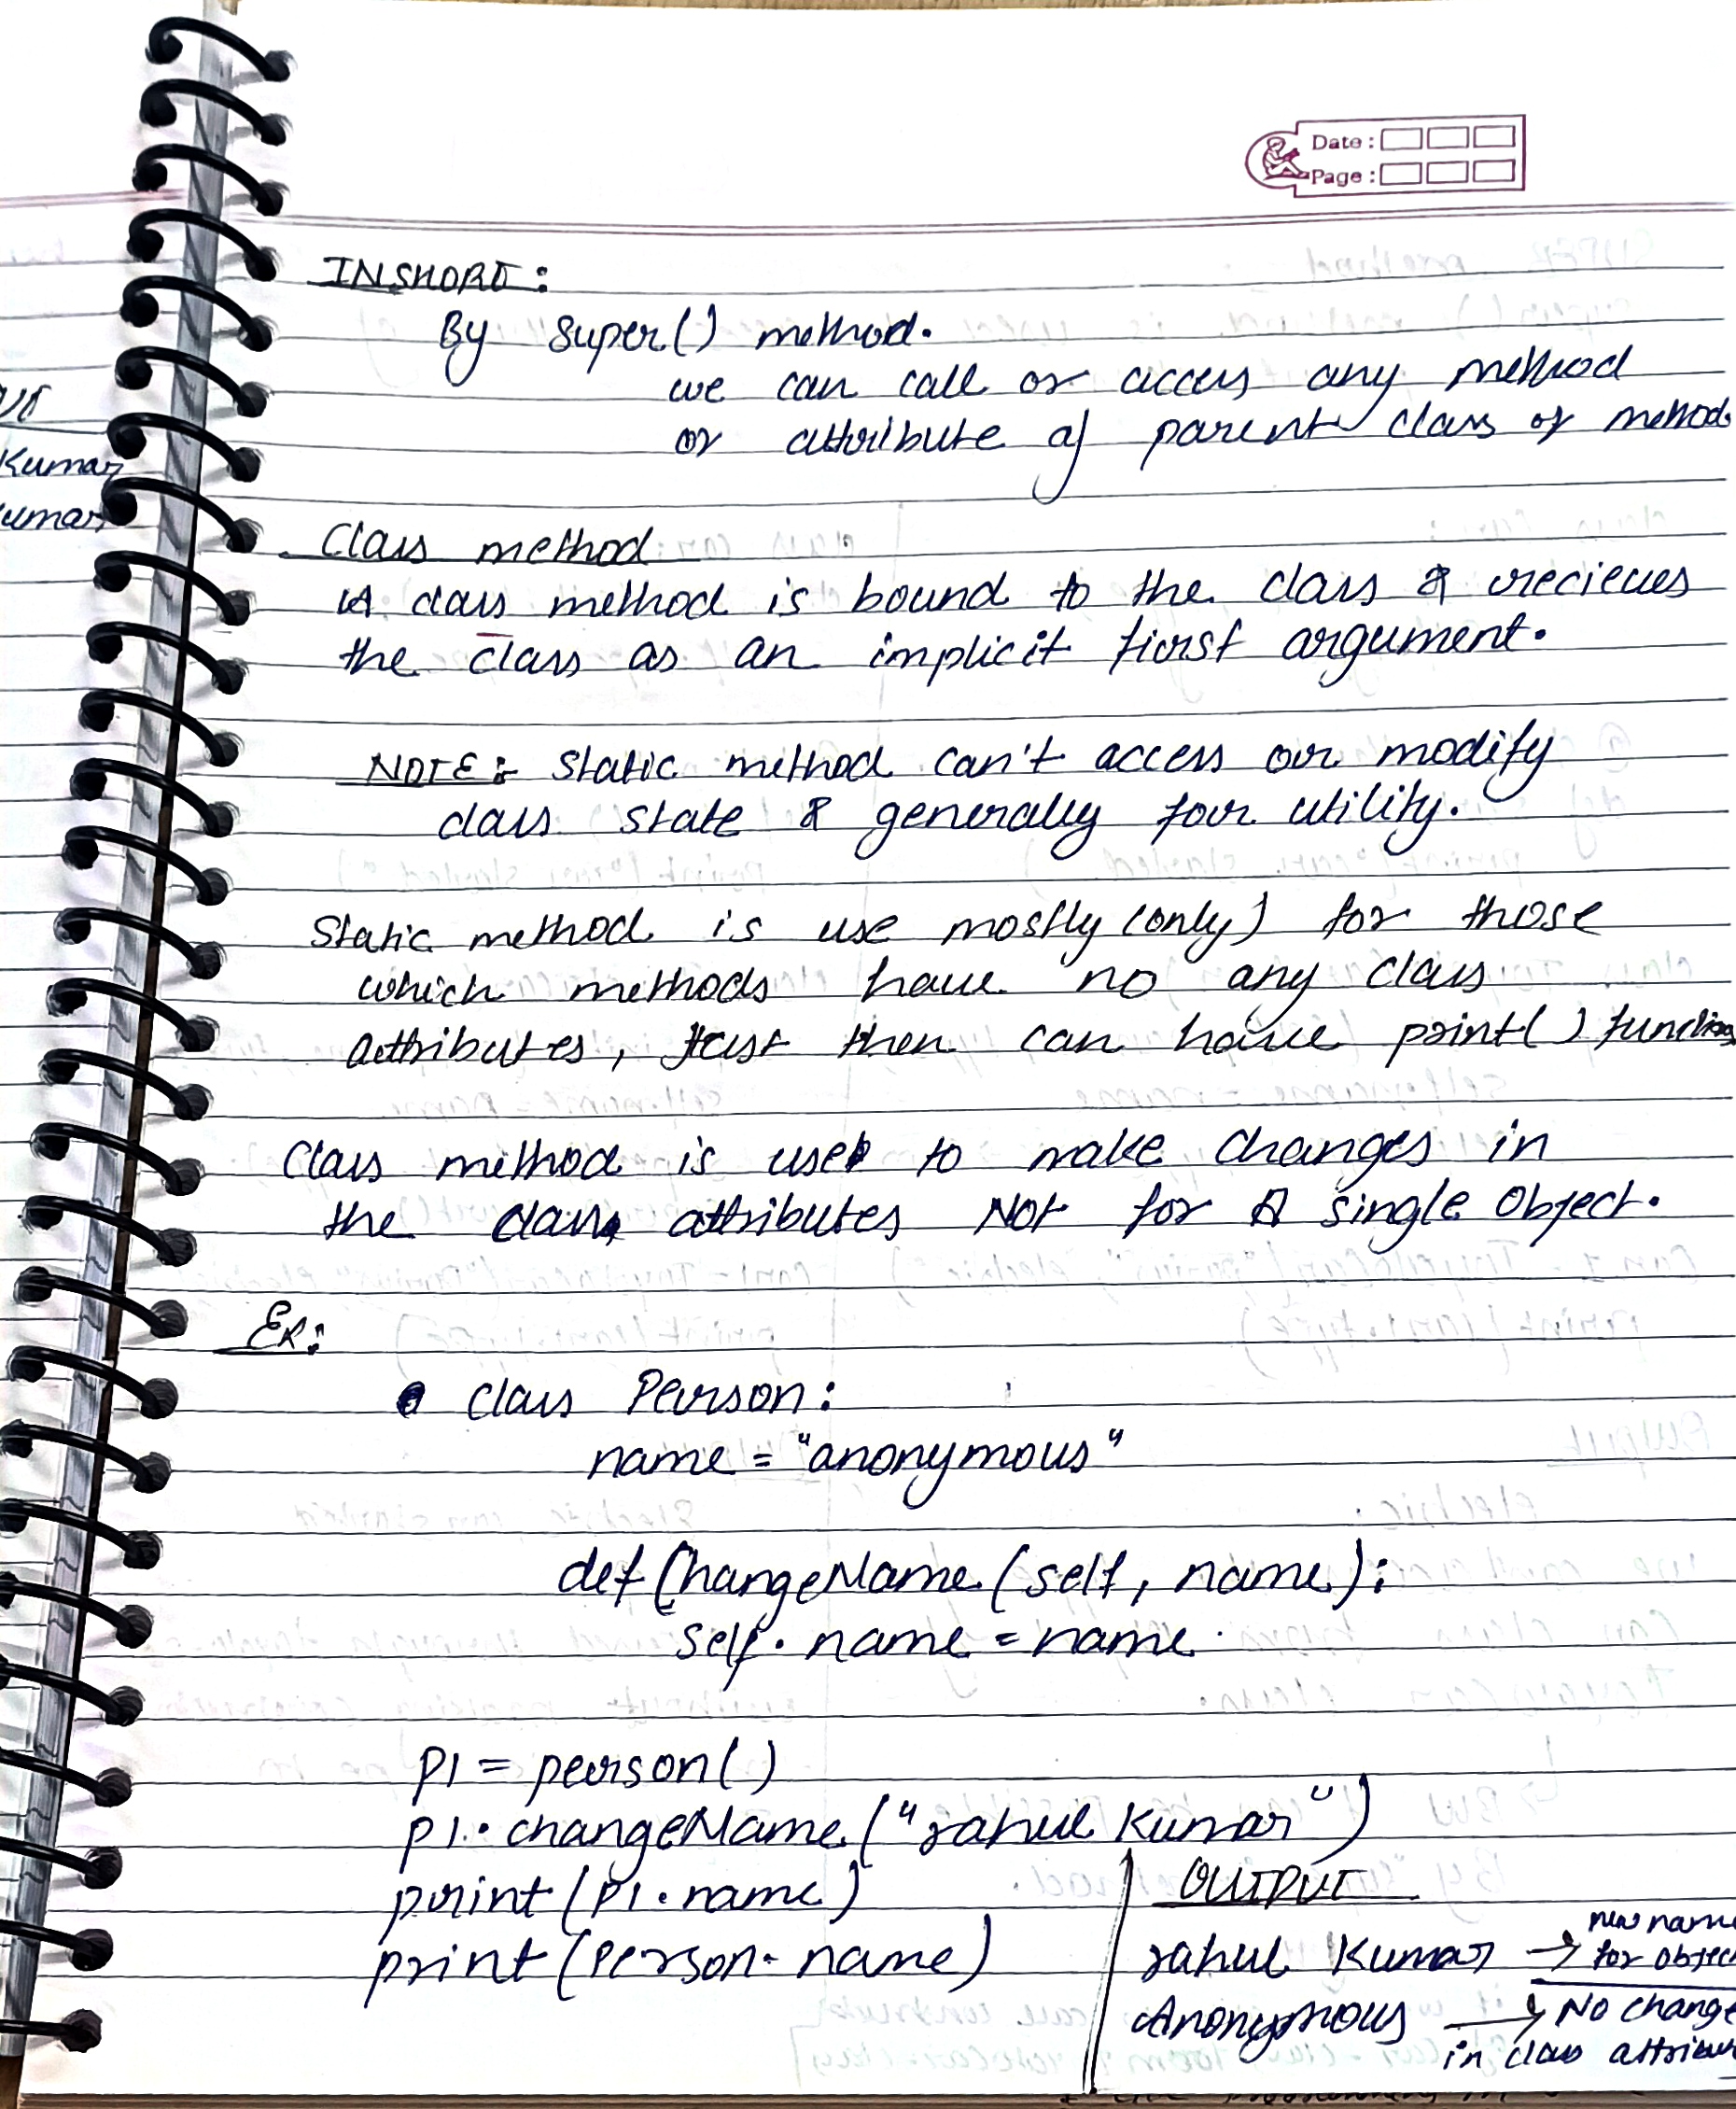 Date :
Page :
INSHORT:
By super() method.
we can call or access any method
or attribute of parent class or method.
Class method
A class method is bound to the class & recieves
the class as an implicit first argument.
NOTE: Static method can't access or modify
class state & generally for utility.
Static method is use mostly (only) for those
which methods have no any class
attributes, just then can have print() function
Class method is used to make changes in
the class attributes Not for A single object.
Ex:
class Person:
name = "anonymous"
def ChangeName (self, name):
self.name = name
P1 = person()
p1.changeName ("rahul Kumar")
print (P1.name)
print (Person.name)
OUTPUT
rahul Kumar → new name
for object
Anonymous → No change
in class
Kumar
umar